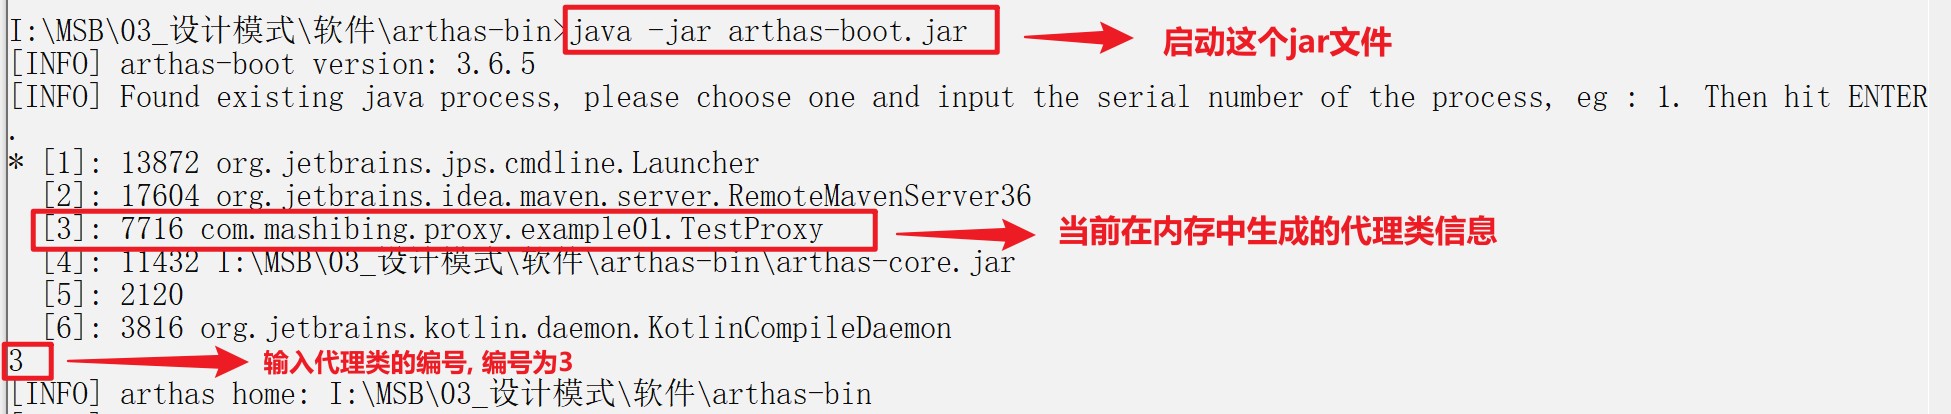 I:\MSB\03_设计模式\软件\arthas-bin>java -jar arthas-boot.jar
启动这个jar文件
[INFO] arthas-boot version: 3.6.5
[INFO] Found existing java process, please choose one and input the serial number of the process, eg : 1. Then hit ENTER
.
* [1]: 13872 org.jetbrains.jps.cmdline.Launcher
[2]: 17604 org.jetbrains.idea.maven.server.RemoteMavenServer36
[3]: 7716 com.mashibing.proxy.example01.TestProxy
当前在内存中生成的代理类信息
[4]: 11432 I:\MSB\03_设计模式\软件\arthas-bin\arthas-core.jar
[5]: 2120
[6]: 3816 org.jetbrains.kotlin.daemon.KotlinCompileDaemon
3
输入代理类的编号, 编号为3
[INFO] arthas home: I:\MSB\03_设计模式\软件\arthas-bin